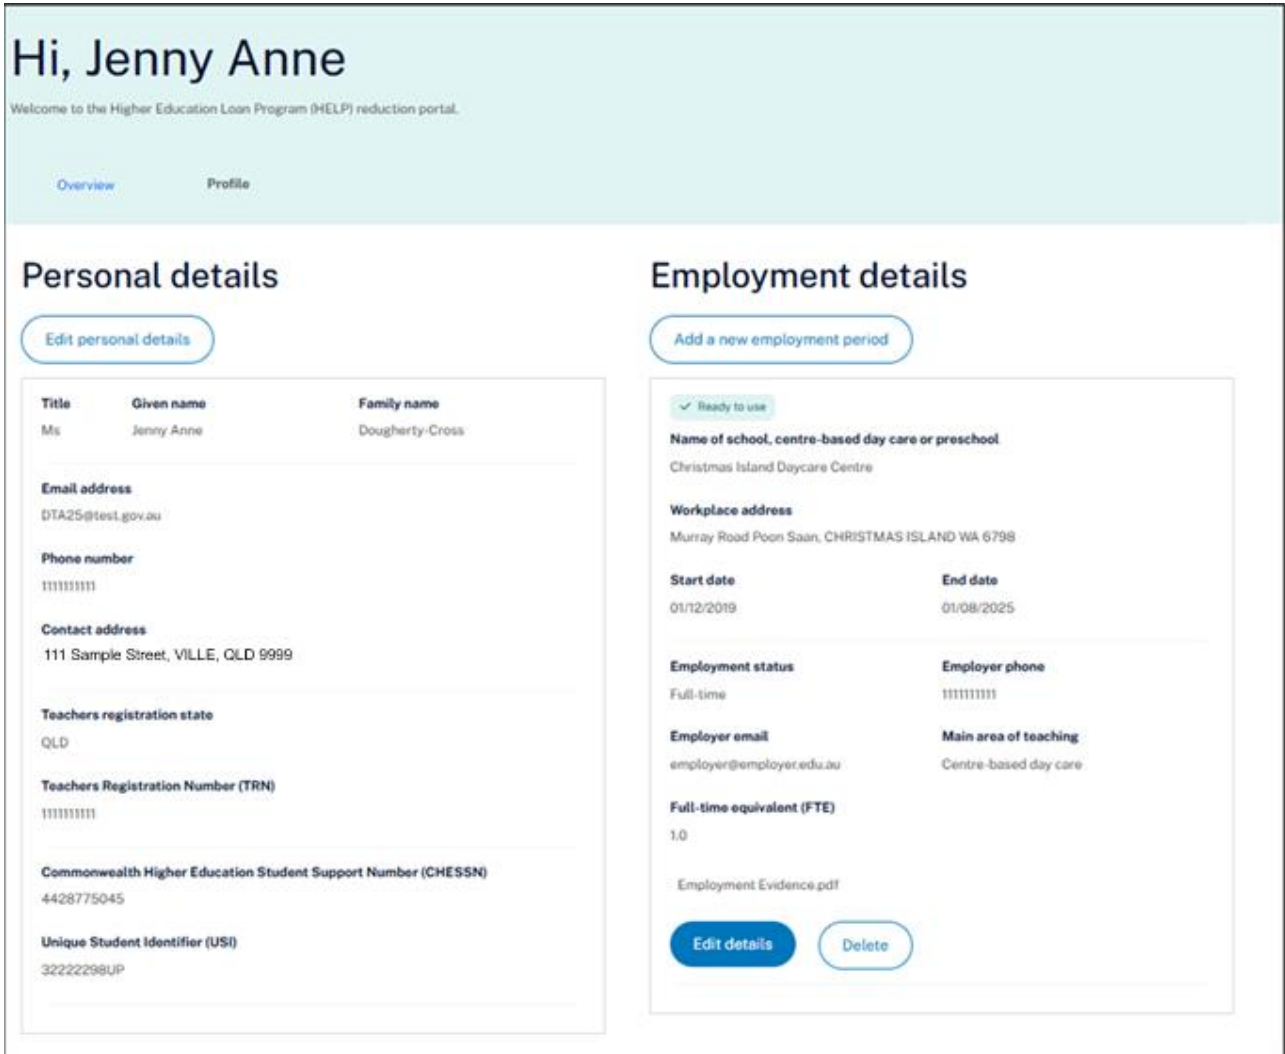 Hi, Jenny Anne
Welcome to the Higher Education Loan Program (HELP) reduction portal.
Overview Profile
Personal details
Edit personal details
Title Given name Family name
Ms Jenny Anne Dougherty-Cross
Email address
DTA25@test.gov.au
Phone number
1111111111
Contact address
111 Sample Street, VILLE, QLD 9999
Teachers registration state
QLD
Teachers Registration Number (TRN)
1111111111
Commonwealth Higher Education Student Support Number (CHESSN)
4428775045
Unique Student Identifier (USI)
32222298UP
Employment details
Add a new employment period
Ready to use
Name of school, centre-based day care or preschool
Christmas Island Daycare Centre
Workplace address
Murray Road Poon Saan, CHRISTMAS ISLAND WA 6798
Start date End date
01/12/2019 01/08/2025
Employment status Employer phone
Full-time 1111111111
Employer email Main area of teaching
employer@employer.edu.au Centre-based day care
Full-time equivalent (FTE)
1.0
Employment Evidence.pdf
Edit details Delete